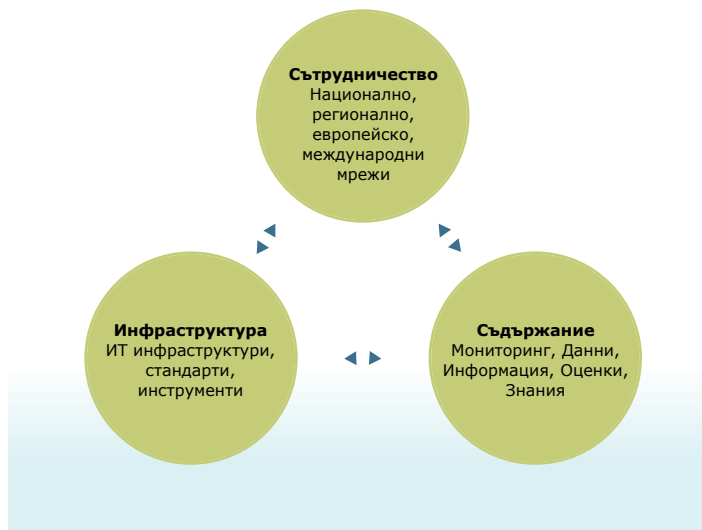 Сътрудничество
Национално,
регионално,
европейско,
международни
мрежи
Инфраструктура
ИТ инфраструктури,
стандарти,
инструменти
Съдържание
Мониторинг, Данни,
Информация, Оценки,
Знания